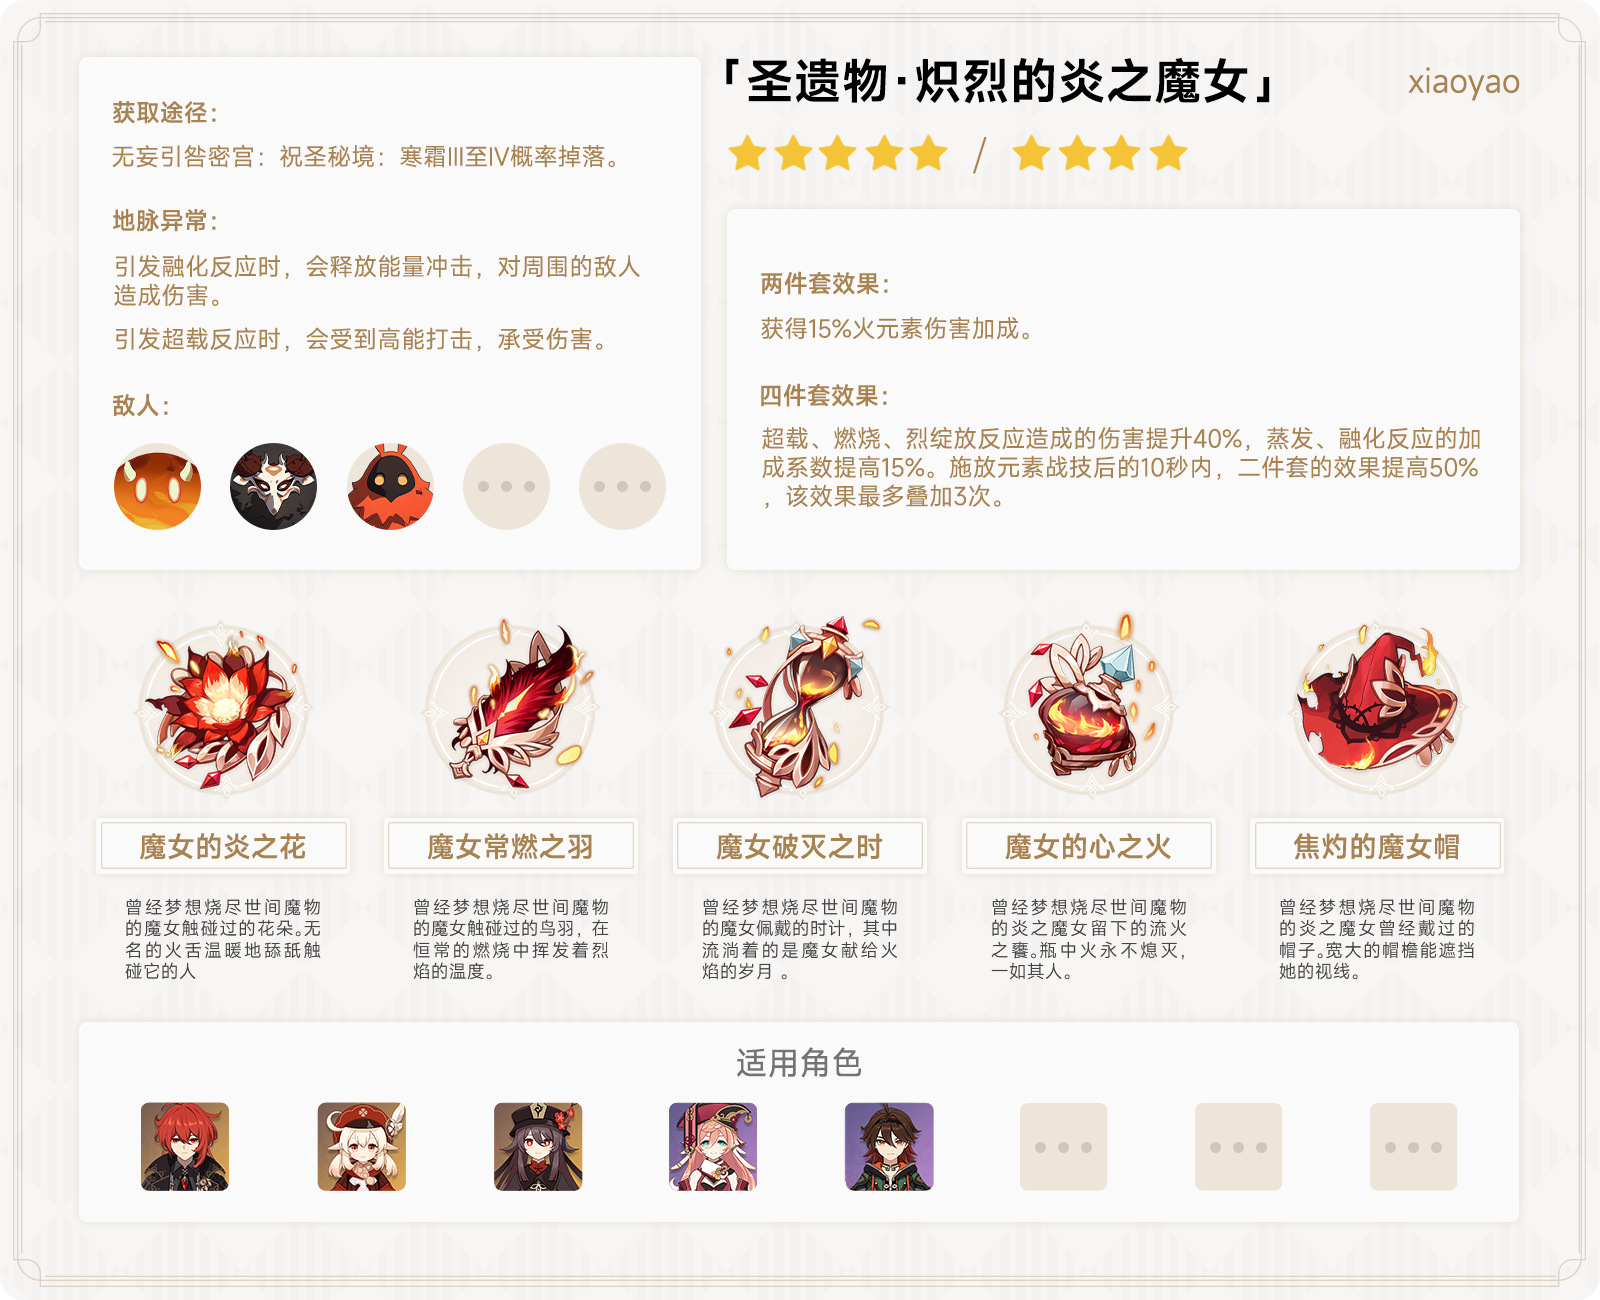 获取途径：
无妄引咎密宫：祝圣秘境：寒霜III至IV概率掉落。
地脉异常：
引发融化反应时，会释放能量冲击，对周围的敌人
造成伤害。
引发超载反应时，会受到高能打击，承受伤害。
敌人：
「圣遗物·炽烈的炎之魔女」
xiaoyao
/
两件套效果：
获得15%火元素伤害加成。
四件套效果：
超载、燃烧、烈绽放反应造成的伤害提升40%，蒸发、融化反应的加
成系数提高15%。施放元素战技后的10秒内，二件套的效果提高50%
，该效果最多叠加3次。
魔女的炎之花
曾经梦想烧尽世间魔物
的魔女触碰过的花朵。无
名的火舌温暖地舔舐触
碰它的人
魔女常燃之羽
曾经梦想烧尽世间魔物
的魔女触碰过的鸟羽，在
恒常的燃烧中挥发着烈
焰的温度。
魔女破灭之时
曾经梦想烧尽世间魔物
的魔女佩戴的时计，其中
流淌着的是魔女献给火
焰的岁月 。
魔女的心之火
曾经梦想烧尽世间魔物
的炎之魔女留下的流火
之饔。瓶中火永不熄灭，
一如其人。
焦灼的魔女帽
曾经梦想烧尽世间魔物
的炎之魔女曾经戴过的
帽子。宽大的帽檐能遮挡
她的视线。
适用角色